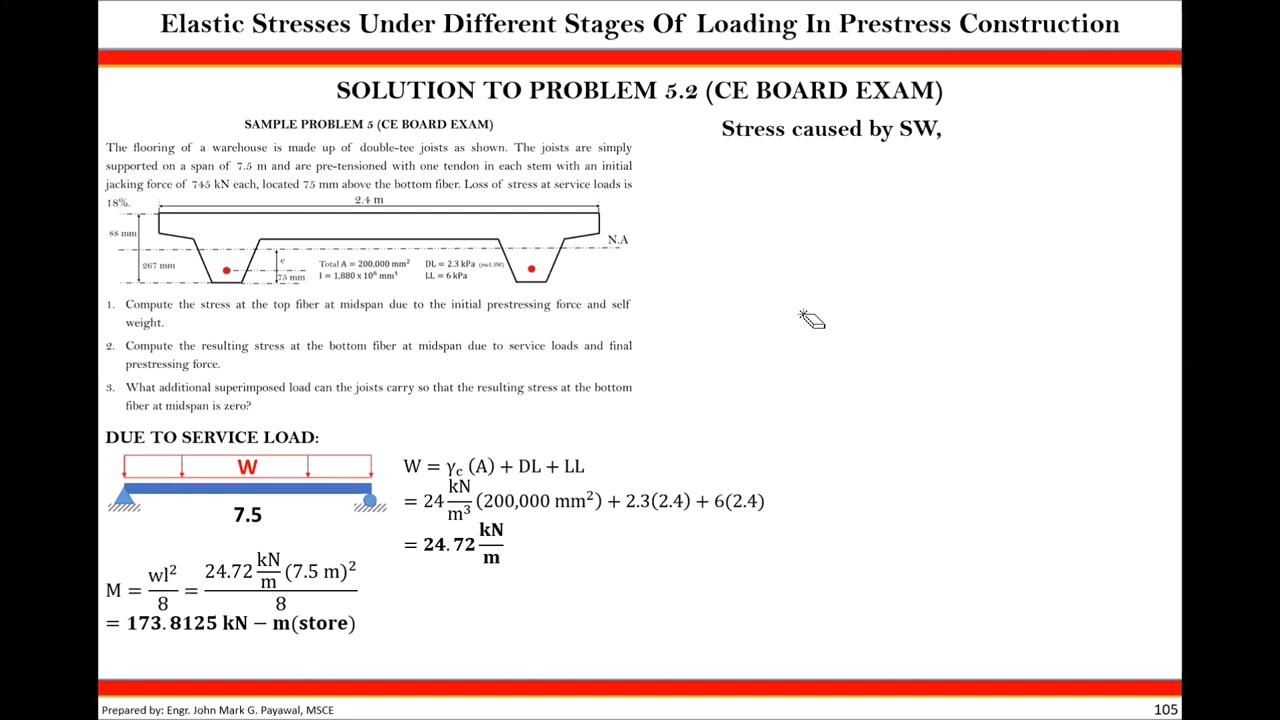 Elastic Stresses Under Different Stages Of Loading In Prestress Construction
SOLUTION TO PROBLEM 5.2 (CE BOARD EXAM)
SAMPLE PROBLEM 5 (CE BOARD EXAM)
The flooring of a warehouse is made up of double-tee joists as shown. The joists are simply
supported on a span of 7.5 m and are pre-tensioned with one tendon in each stem with an initial
jacking force of 745 kN each, located 75 mm above the bottom fiber. Loss of stress at service loads is
18%.
2.4 m
88 mm
N.A
267 mm
e
75 mm
Total A = 200,000 mm²
I = 1,880 x 10⁶ mm⁴
DL = 2.3 kPa (excl.SW)
LL = 6 kPa
1. Compute the stress at the top fiber at midspan due to the initial prestressing force and self
weight.
2. Compute the resulting stress at the bottom fiber at midspan due to service loads and final
prestressing force.
3. What additional superimposed load can the joists carry so that the resulting stress at the bottom
fiber at midspan is zero?
DUE TO SERVICE LOAD:
W
7.5
W = γc (A) + DL + LL
= 24 kN/m³ (200,000 mm²) + 2.3(2.4) + 6(2.4)
= 24.72 kN/m
M = wl²/8 = 24.72 kN/m (7.5 m)²/8
= 173.8125 kN − m(store)
Stress caused by SW,
Prepared by: Engr. John Mark G. Payawal, MSCE
105